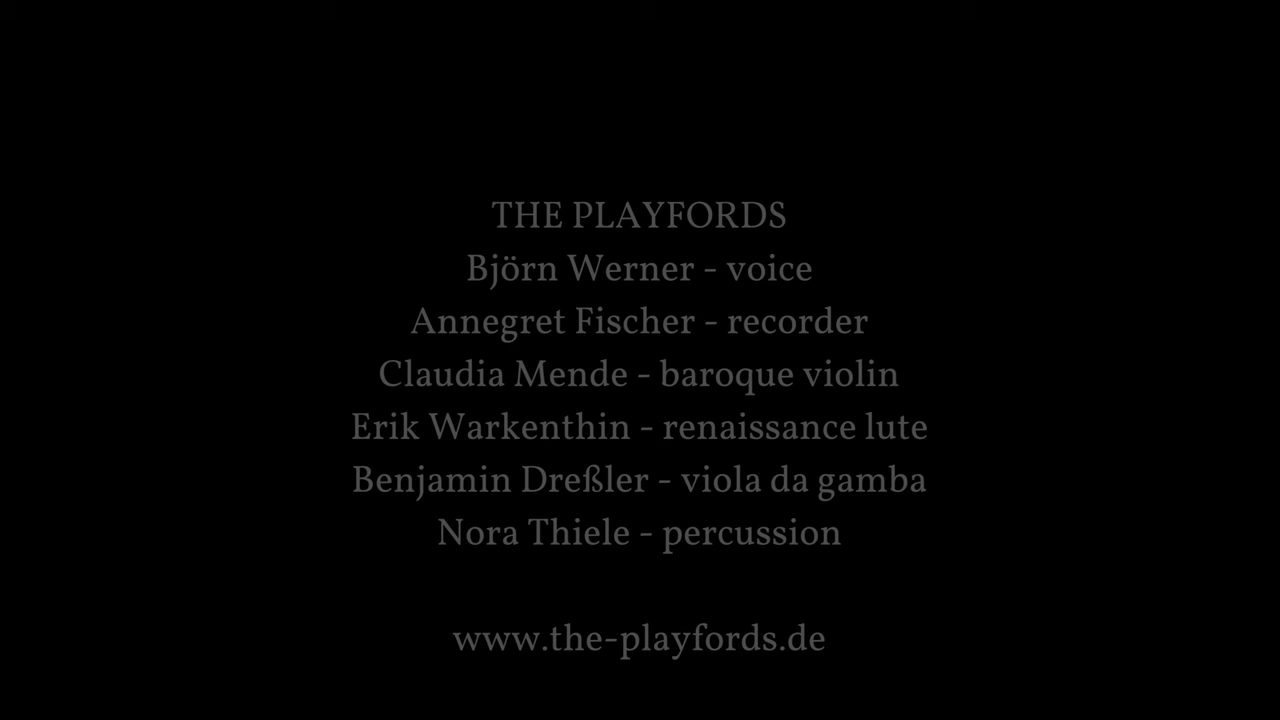 THE PLAYFORDS
Björn Werner - voice
Annegret Fischer - recorder
Claudia Mende - baroque violin
Erik Warkenthin - renaissance lute
Benjamin Dreßler - viola da gamba
Nora Thiele - percussion
www.the-playfords.de